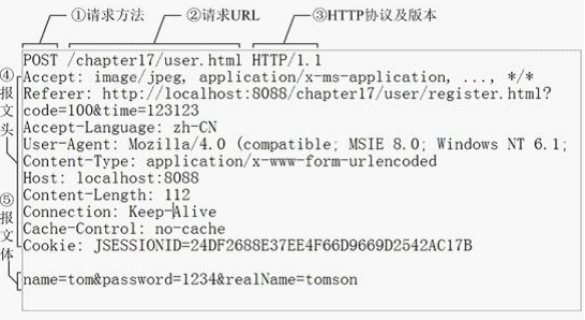 ①请求方法 ②请求URL ③HTTP协议及版本
POST /chapter17/user.html HTTP/1.1
④报文头
Accept: image/jpeg, application/x-ms-application, ..., */*
Referer: http://localhost:8088/chapter17/user/register.html?
code=100&time=123123
Accept-Language: zh-CN
User-Agent: Mozilla/4.0 (compatible; MSIE 8.0; Windows NT 6.1;
Content-Type: application/x-www-form-urlencoded
Host: localhost:8088
Content-Length: 112
Connection: Keep-Alive
Cache-Control: no-cache
Cookie: JSESSIONID=24DF2688E37EE4F66D9669D2542AC17B
⑤报文体
name=tom&password=1234&realName=tomson